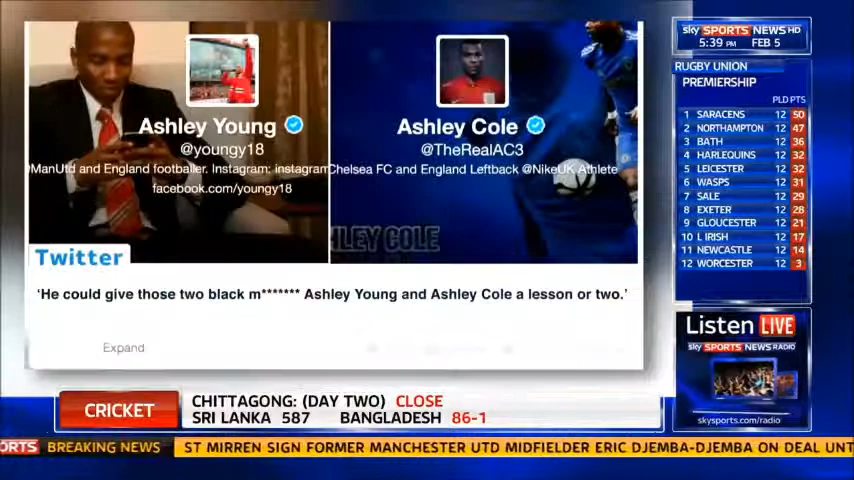 Ashley Young
@youngy18
ManUtd and England footballer. Instagram: instagram
facebook.com/youngy18
Ashley Cole
@TheRealAC3
Chelsea FC and England Leftback @NikeUK Athlete
HLEY COLE
Twitter
‘He could give those two black m******* Ashley Young and Ashley Cole a lesson or two.’
Expand
sky SPORTS NEWS HD
5:39 PM FEB 5
RUGBY UNION
PREMIERSHIP
PLD PTS
1 SARACENS 12 50
2 NORTHAMPTON 12 47
3 BATH 12 36
4 HARLEQUINS 12 32
5 LEICESTER 12 32
6 WASPS 12 31
7 SALE 12 29
8 EXETER 12 28
9 GLOUCESTER 12 21
10 L IRISH 12 17
11 NEWCASTLE 12 14
12 WORCESTER 12 3
Listen LIVE
sky SPORTS NEWS RADIO
skysports.com/radio
CRICKET
CHITTAGONG: (DAY TWO) CLOSE
SRI LANKA 587 BANGLADESH 86-1
ORTS BREAKING NEWS ST MIRREN SIGN FORMER MANCHESTER UTD MIDFIELDER ERIC DJEMBA-DJEMBA ON DEAL UNT